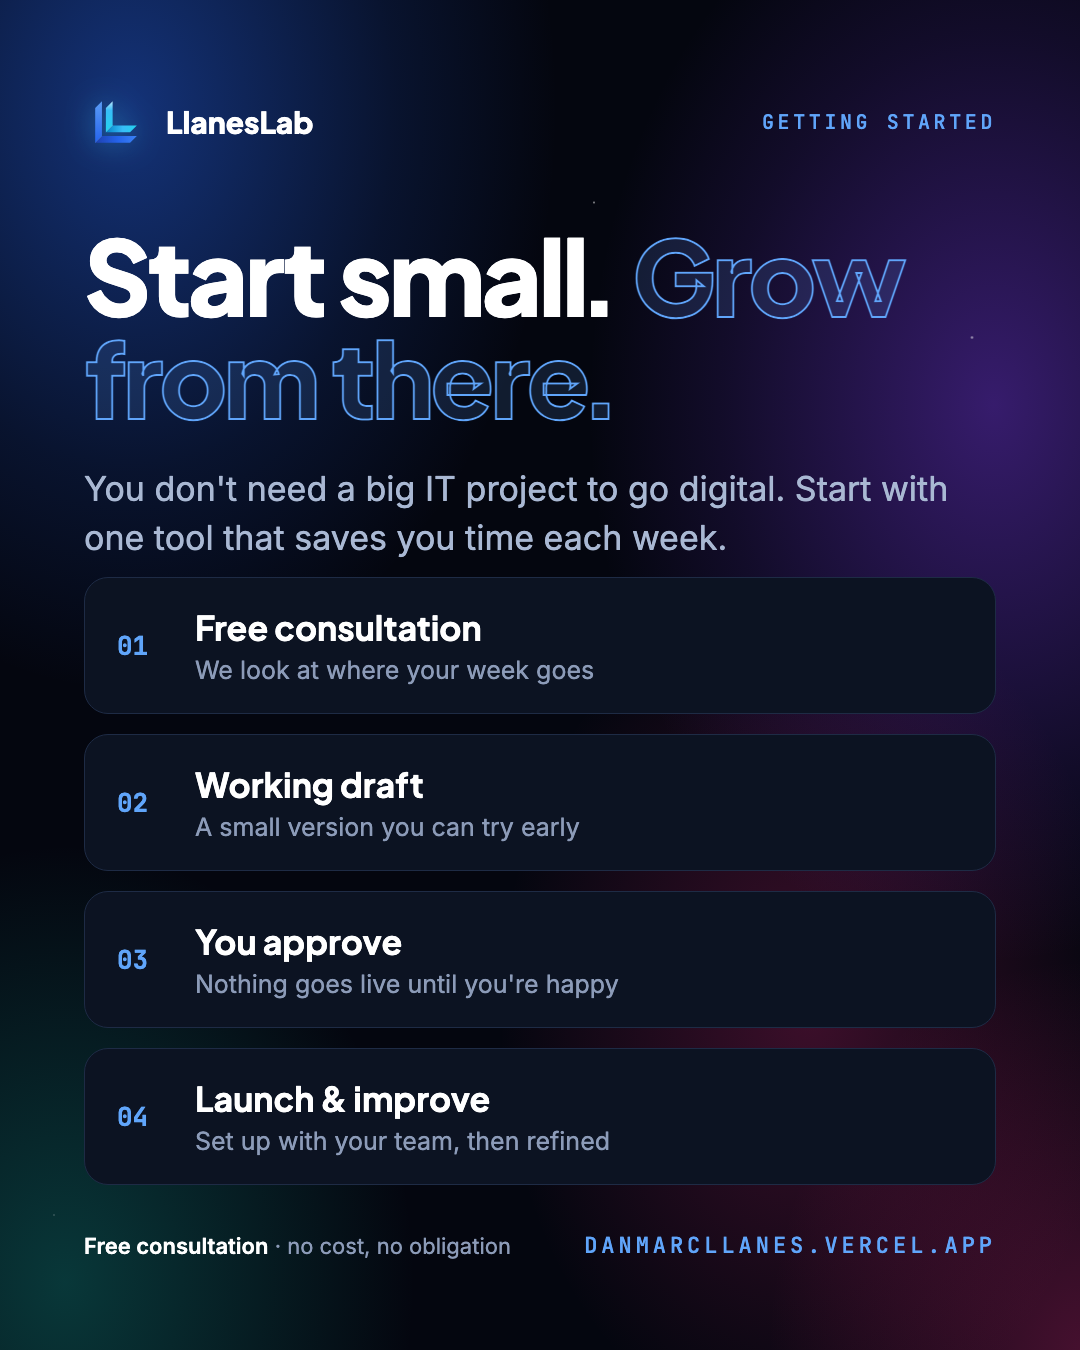 LlanesLab
GETTING STARTED
Start small. Grow
from there.
You don't need a big IT project to go digital. Start with
one tool that saves you time each week.
01
Free consultation
We look at where your week goes
02
Working draft
A small version you can try early
03
You approve
Nothing goes live until you're happy
04
Launch & improve
Set up with your team, then refined
Free consultation · no cost, no obligation
DANMARCLLANES.VERCEL.APP